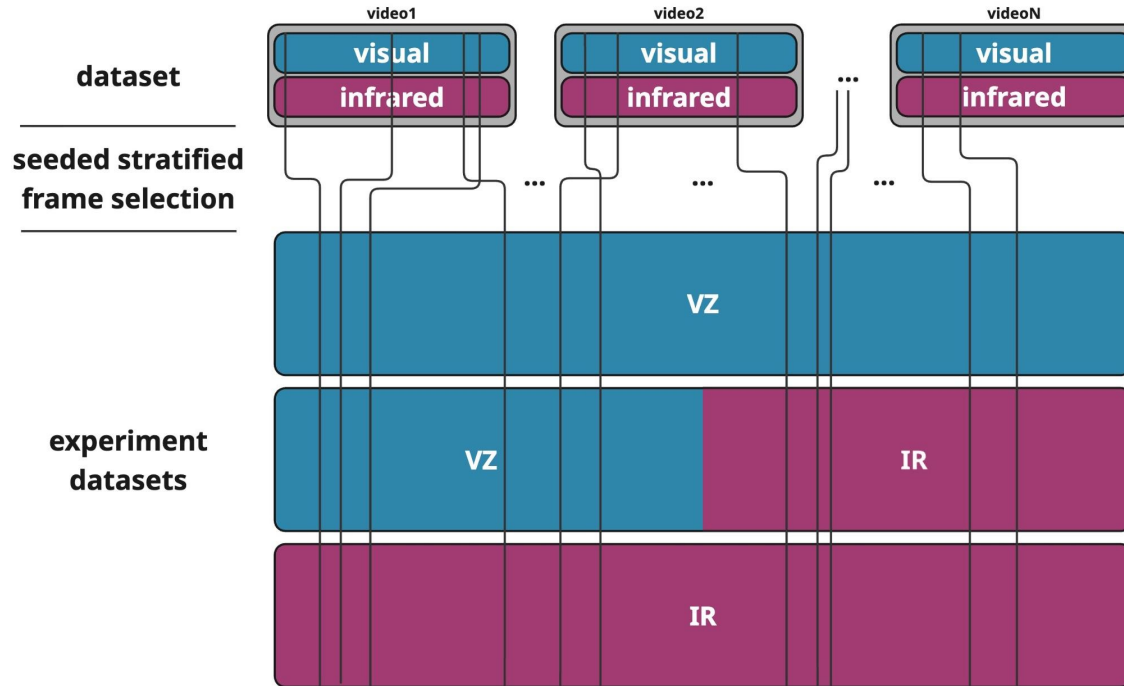 video1
video2
videoN
dataset
visual
visual
...
visual
infrared
infrared
infrared
seeded stratified
frame selection
...
...
...
VZ
experiment
datasets
VZ
IR
IR